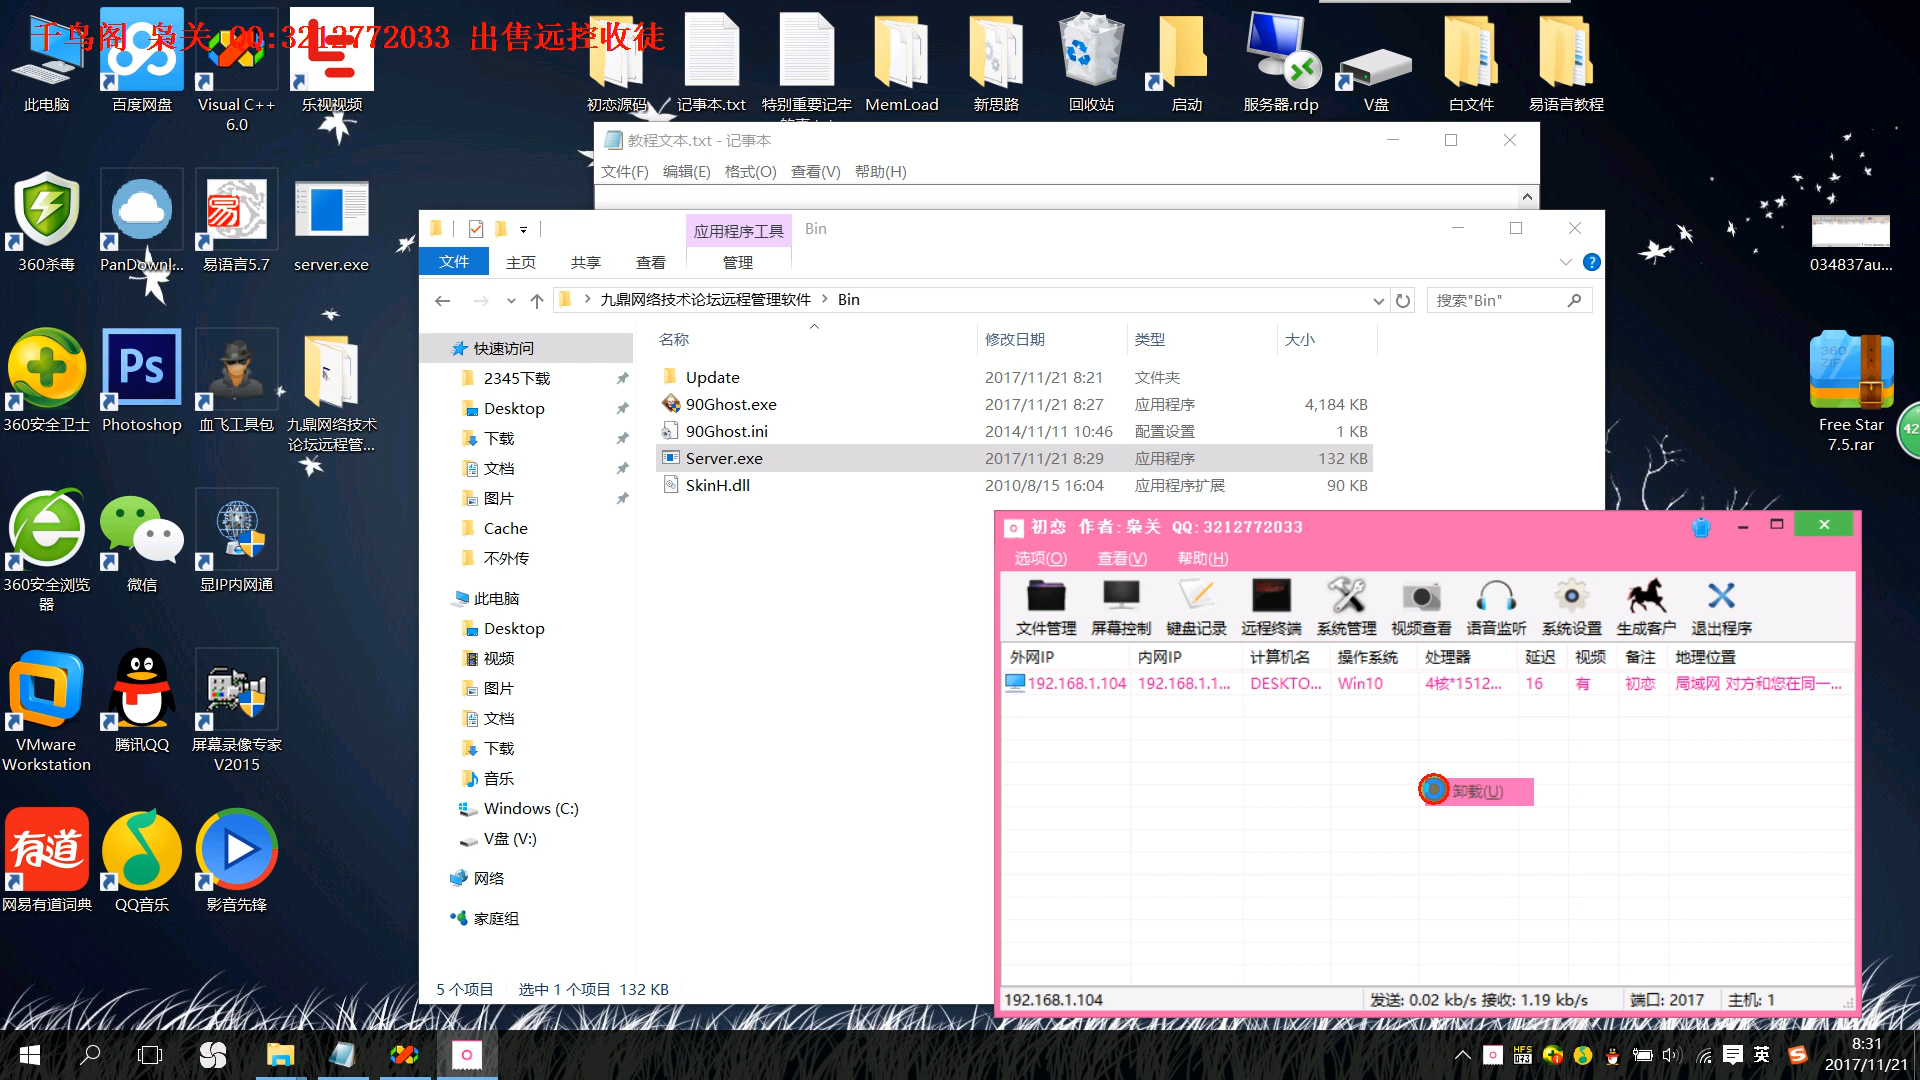 千鸟阁 枭关 QQ:3212772033 出售远控收徒
此电脑
百度网盘
Visual C++
6.0
乐视视频
初恋源码
记事本.txt
特别重要记牢
MemLoad
新思路
回收站
启动
服务器.rdp
V盘
白文件
易语言教程
360杀毒
PanDownl...
易语言5.7
server.exe
360安全卫士
Ps
Photoshop
血飞工具包
九鼎网络技术
论坛远程管...
360安全浏览
器
微信
显IP内网通
VMware
Workstation
腾讯QQ
屏幕录像专家
V2015
有道
网易有道词典
QQ音乐
影音先锋
034837au...
360
ZIP
Free Star
7.5.rar
42
教程文本.txt - 记事本
文件(F) 编辑(E) 格式(O) 查看(V) 帮助(H)
应用程序工具 Bin
文件 主页 共享 查看 管理
九鼎网络技术论坛远程管理软件 Bin
搜索"Bin"
名称 修改日期 类型 大小
Update 2017/11/21 8:21 文件夹
90Ghost.exe 2017/11/21 8:27 应用程序 4,184 KB
90Ghost.ini 2014/11/11 10:46 配置设置 1 KB
Server.exe 2017/11/21 8:29 应用程序 132 KB
SkinH.dll 2010/8/15 16:04 应用程序扩展 90 KB
快速访问
2345下载
Desktop
下载
文档
图片
Cache
不外传
此电脑
Desktop
视频
图片
文档
下载
音乐
Windows (C:)
V盘 (V:)
网络
家庭组
5 个项目 选中 1 个项目 132 KB
初恋 作者:枭关 QQ:3212772033
选项(O) 查看(V) 帮助(H)
文件管理 屏幕控制 键盘记录 远程终端 系统管理 视频查看 语音监听 系统设置 生成客户 退出程序
外网IP 内网IP 计算机名 操作系统 处理器 延迟 视频 备注 地理位置
192.168.1.104 192.168.1.1... DESKTO... Win10 4核*1512... 16 有 初恋 局域网 对方和您在同一...
卸载(U)
192.168.1.104 发送: 0.02 kb/s 接收: 1.19 kb/s 端口: 2017 主机: 1
HFS
英
8:31
2017/11/21